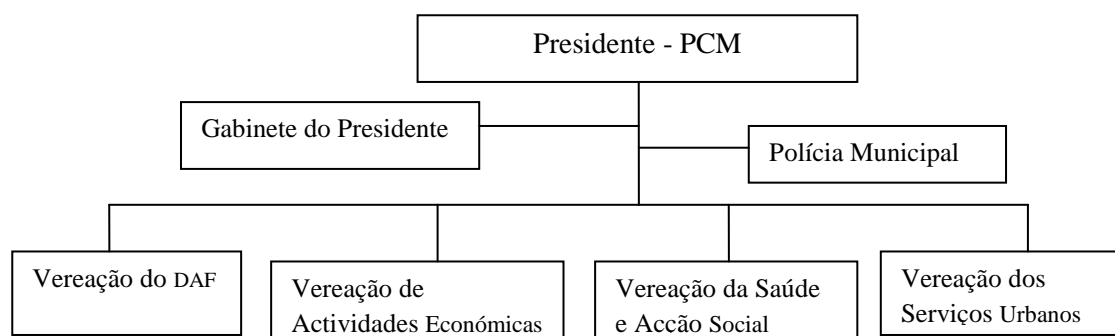 Presidente - PCM
Gabinete do Presidente
Polícia Municipal
Vereação do DAF
Vereação de
Actividades Económicas
Vereação da Saúde
e Acção Social
Vereação dos
Serviços Urbanos